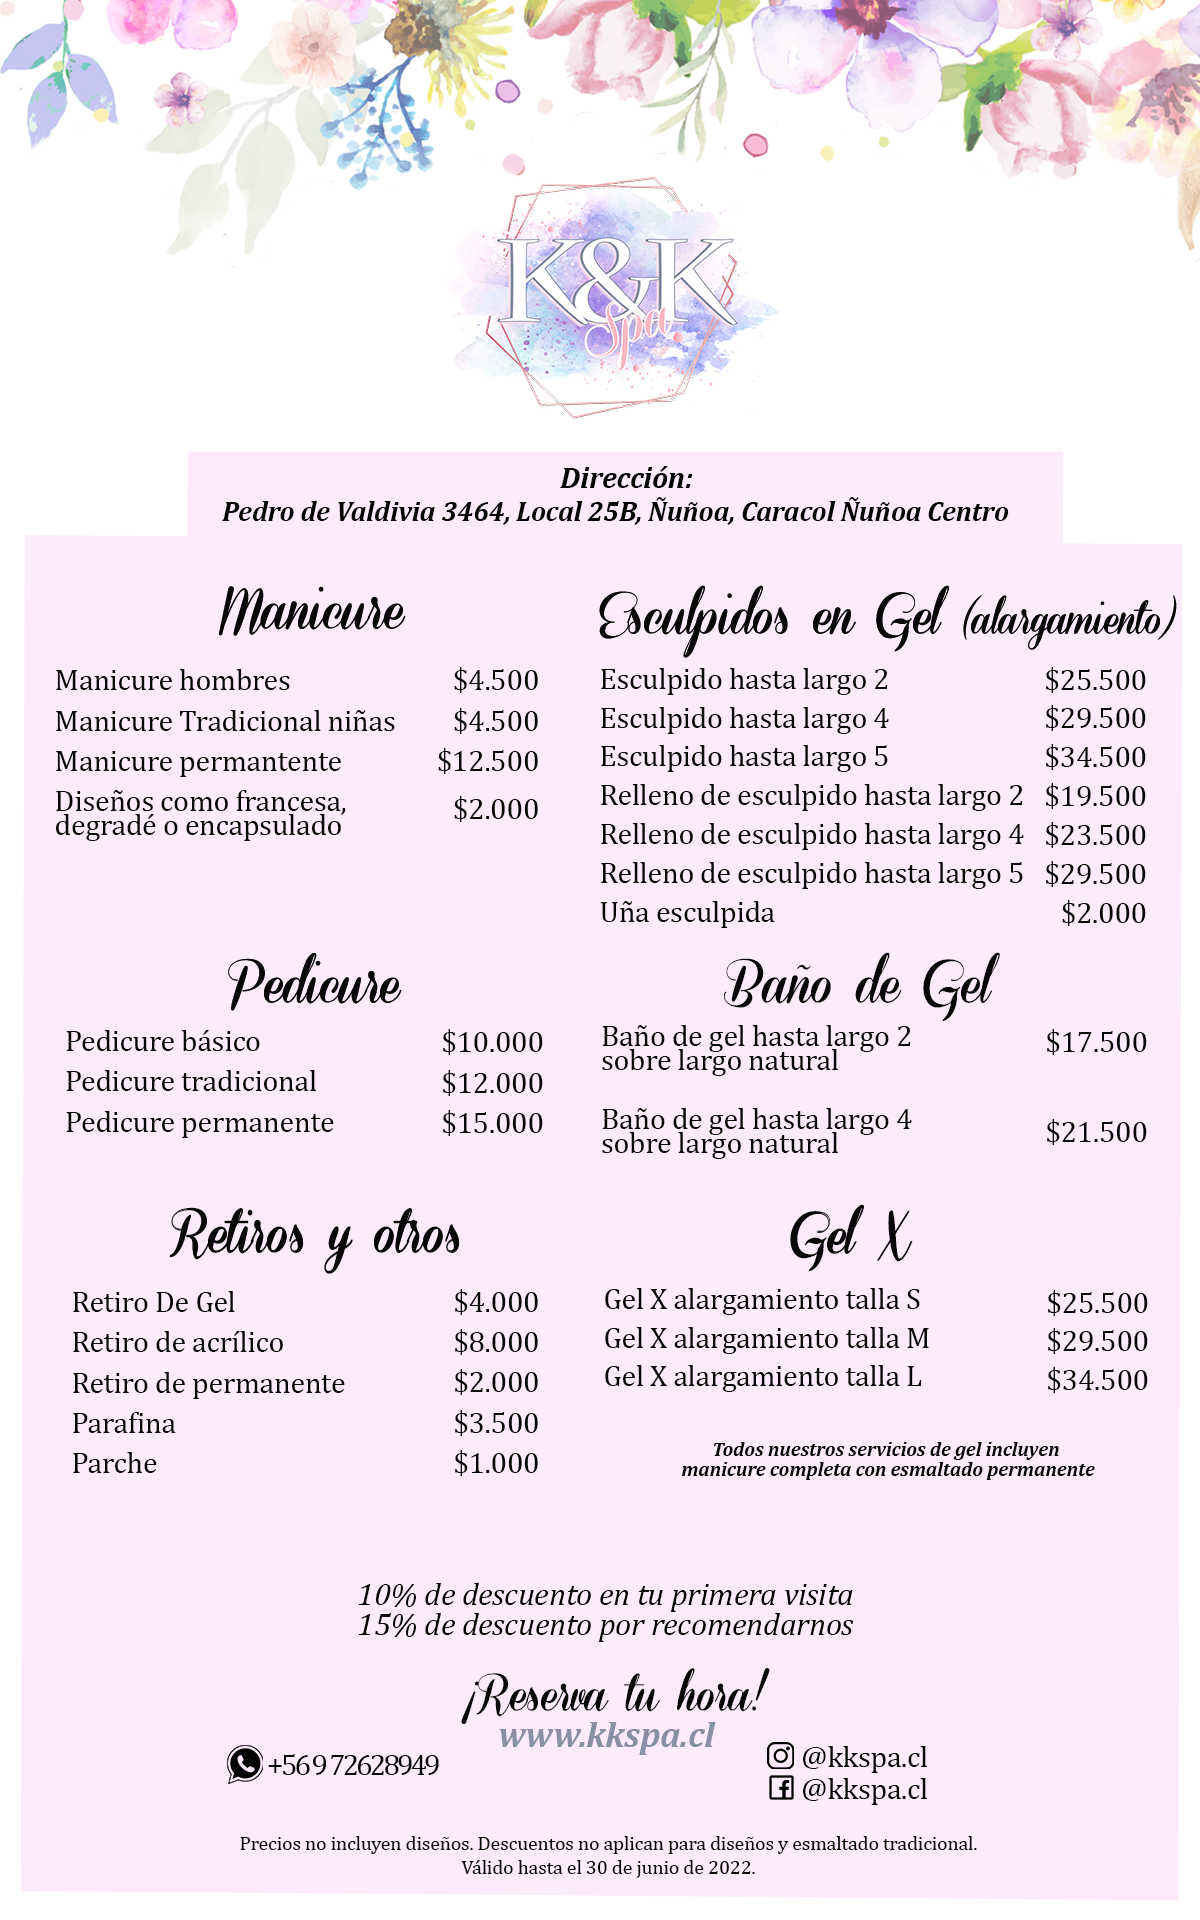 K&K
Spa
Dirección:
Pedro de Valdivia 3464, Local 25B, Ñuñoa, Caracol Ñuñoa Centro
Manicure
Manicure hombres $4.500
Manicure Tradicional niñas $4.500
Manicure permantente $12.500
Diseños como francesa,
degradé o encapsulado $2.000
Esculpidos en Gel (alargamiento)
Esculpido hasta largo 2 $25.500
Esculpido hasta largo 4 $29.500
Esculpido hasta largo 5 $34.500
Relleno de esculpido hasta largo 2 $19.500
Relleno de esculpido hasta largo 4 $23.500
Relleno de esculpido hasta largo 5 $29.500
Uña esculpida $2.000
Pedicure
Pedicure básico $10.000
Pedicure tradicional $12.000
Pedicure permanente $15.000
Baño de Gel
Baño de gel hasta largo 2 $17.500
sobre largo natural
Baño de gel hasta largo 4 $21.500
sobre largo natural
Retiros y otros
Retiro De Gel $4.000
Retiro de acrílico $8.000
Retiro de permanente $2.000
Parafina $3.500
Parche $1.000
Gel X
Gel X alargamiento talla S $25.500
Gel X alargamiento talla M $29.500
Gel X alargamiento talla L $34.500
Todos nuestros servicios de gel incluyen
manicure completa con esmaltado permanente
10% de descuento en tu primera visita
15% de descuento por recomendarnos
¡Reserva tu hora!
www.kkspa.cl
+56 9 72628949
@kkspa.cl
@kkspa.cl
Precios no incluyen diseños. Descuentos no aplican para diseños y esmaltado tradicional.
Válido hasta el 30 de junio de 2022.